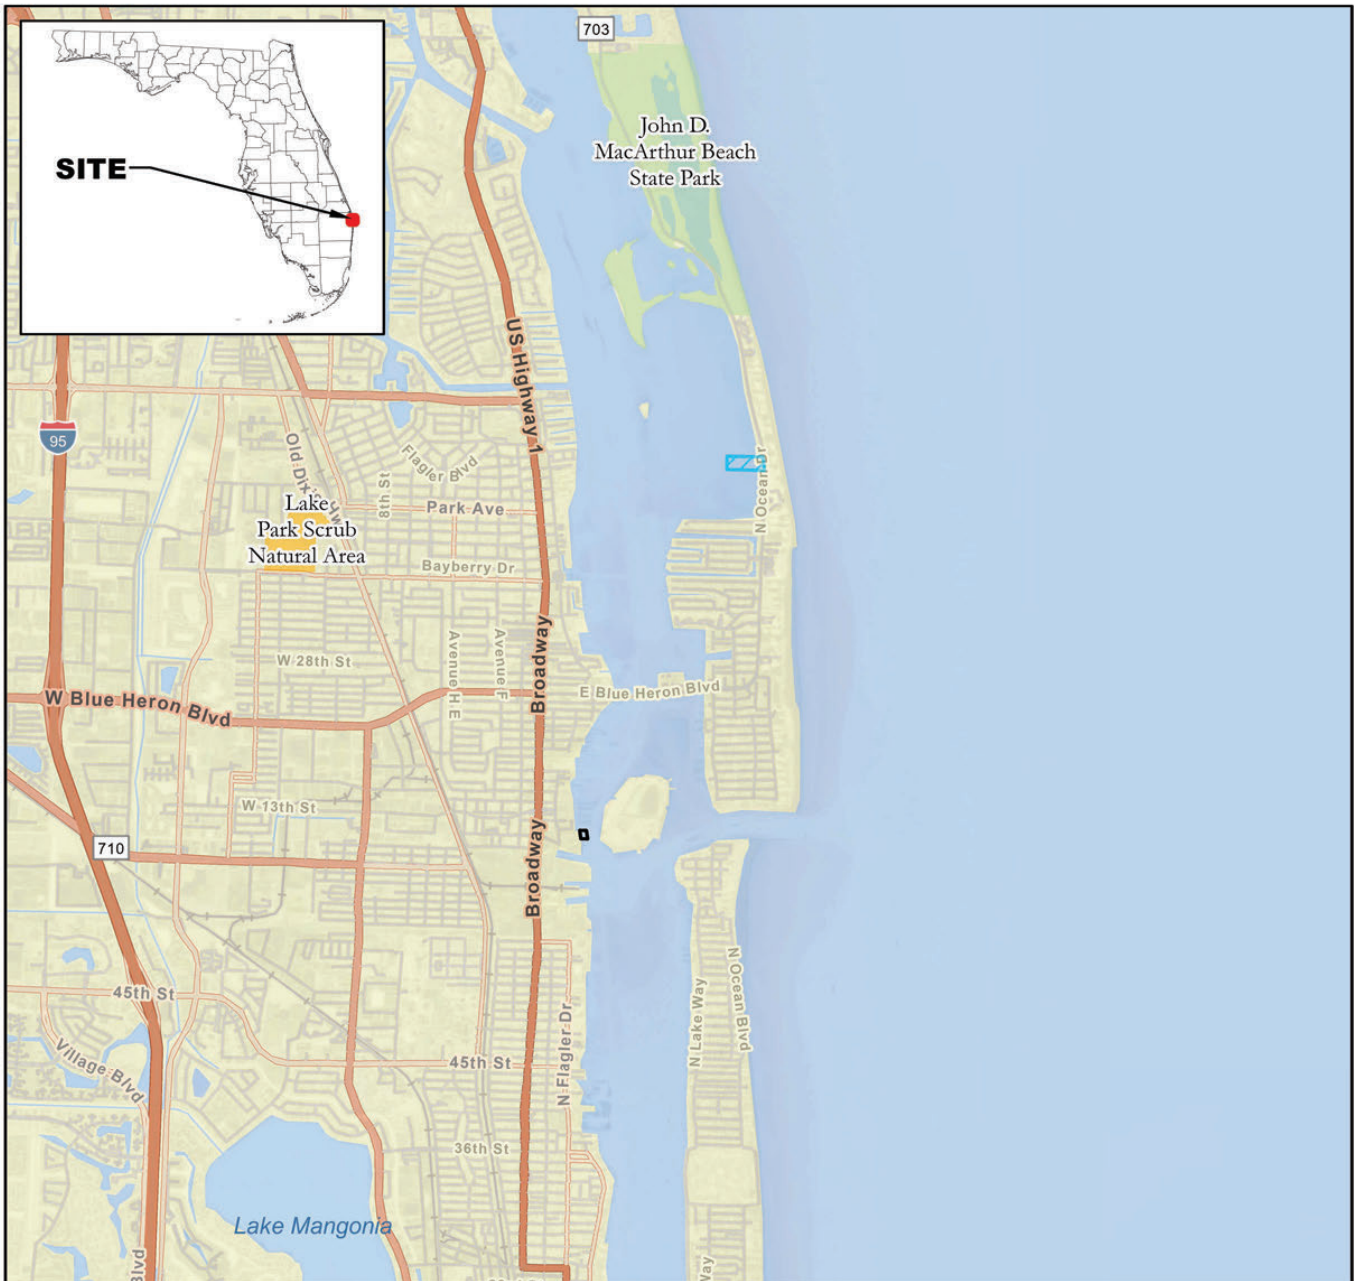 703
John D.
MacArthur Beach
State Park
SITE
US Highway 1
95
Old Dixie Hw
Flagler Blvd
8th St
N Ocean Dr
Lake
Park Scrub
Natural Area
Park Ave
Bayberry Dr
W 28th St
Avenue H E
Avenue F
Broadway
E Blue Heron Blvd
W Blue Heron Blvd
W 13th St
710
Broadway
N Lake Way
N Ocean Blvd
45th St
Village Blvd
45th St
N Flagler Dr
36th St
Lake Mangonia
Blvd
Way